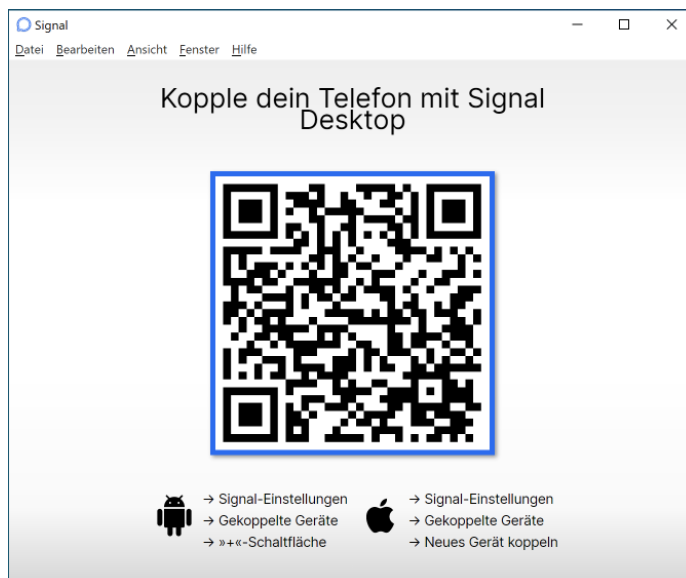 Signal
Datei Bearbeiten Ansicht Fenster Hilfe
Kopple dein Telefon mit Signal
Desktop
→ Signal-Einstellungen
→ Gekoppelte Geräte
→ »+«-Schaltfläche
→ Signal-Einstellungen
→ Gekoppelte Geräte
→ Neues Gerät koppeln